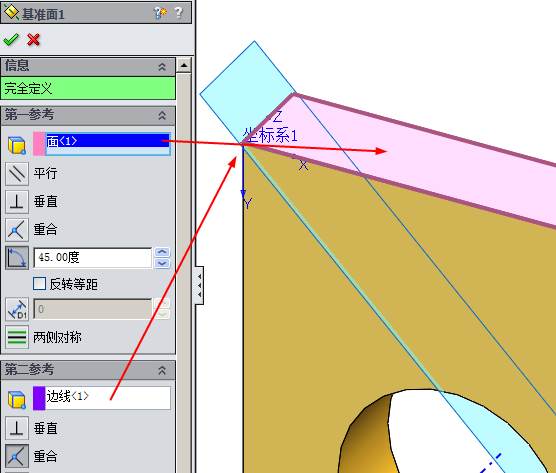 基准面1
? ?
信息
完全定义
第一参考
面<1>
平行
垂直
重合
45.00度
反转等距
0
D1
两侧对称
第二参考
边线<1>
垂直
重合
Z
坐标系1
X
Y